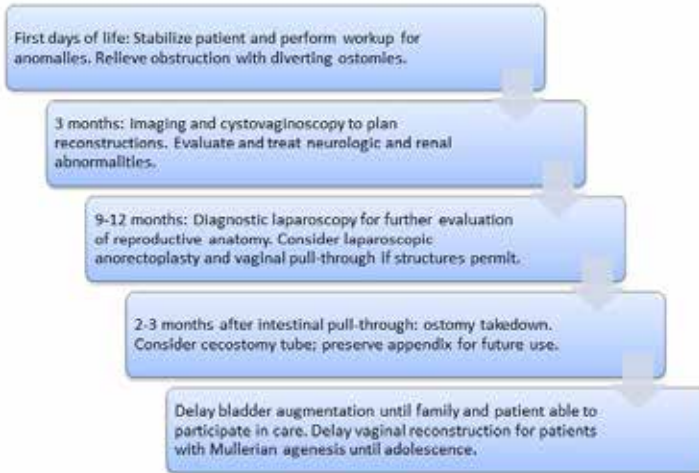 First days of life: Stabilize patient and perform workup for
anomalies. Relieve obstruction with diverting ostomies.
3 months: Imaging and cystovaginoscopy to plan
reconstructions. Evaluate and treat neurologic and renal
abnormalities.
9-12 months: Diagnostic laparoscopy for further evaluation
of reproductive anatomy. Consider laparoscopic
anorectoplasty and vaginal pull-through if structures permit.
2-3 months after intestinal pull-through: ostomy takedown.
Consider cecostomy tube; preserve appendix for future use.
Delay bladder augmentation until family and patient able to
participate in care. Delay vaginal reconstruction for patients
with Mullerian agenesis until adolescence.